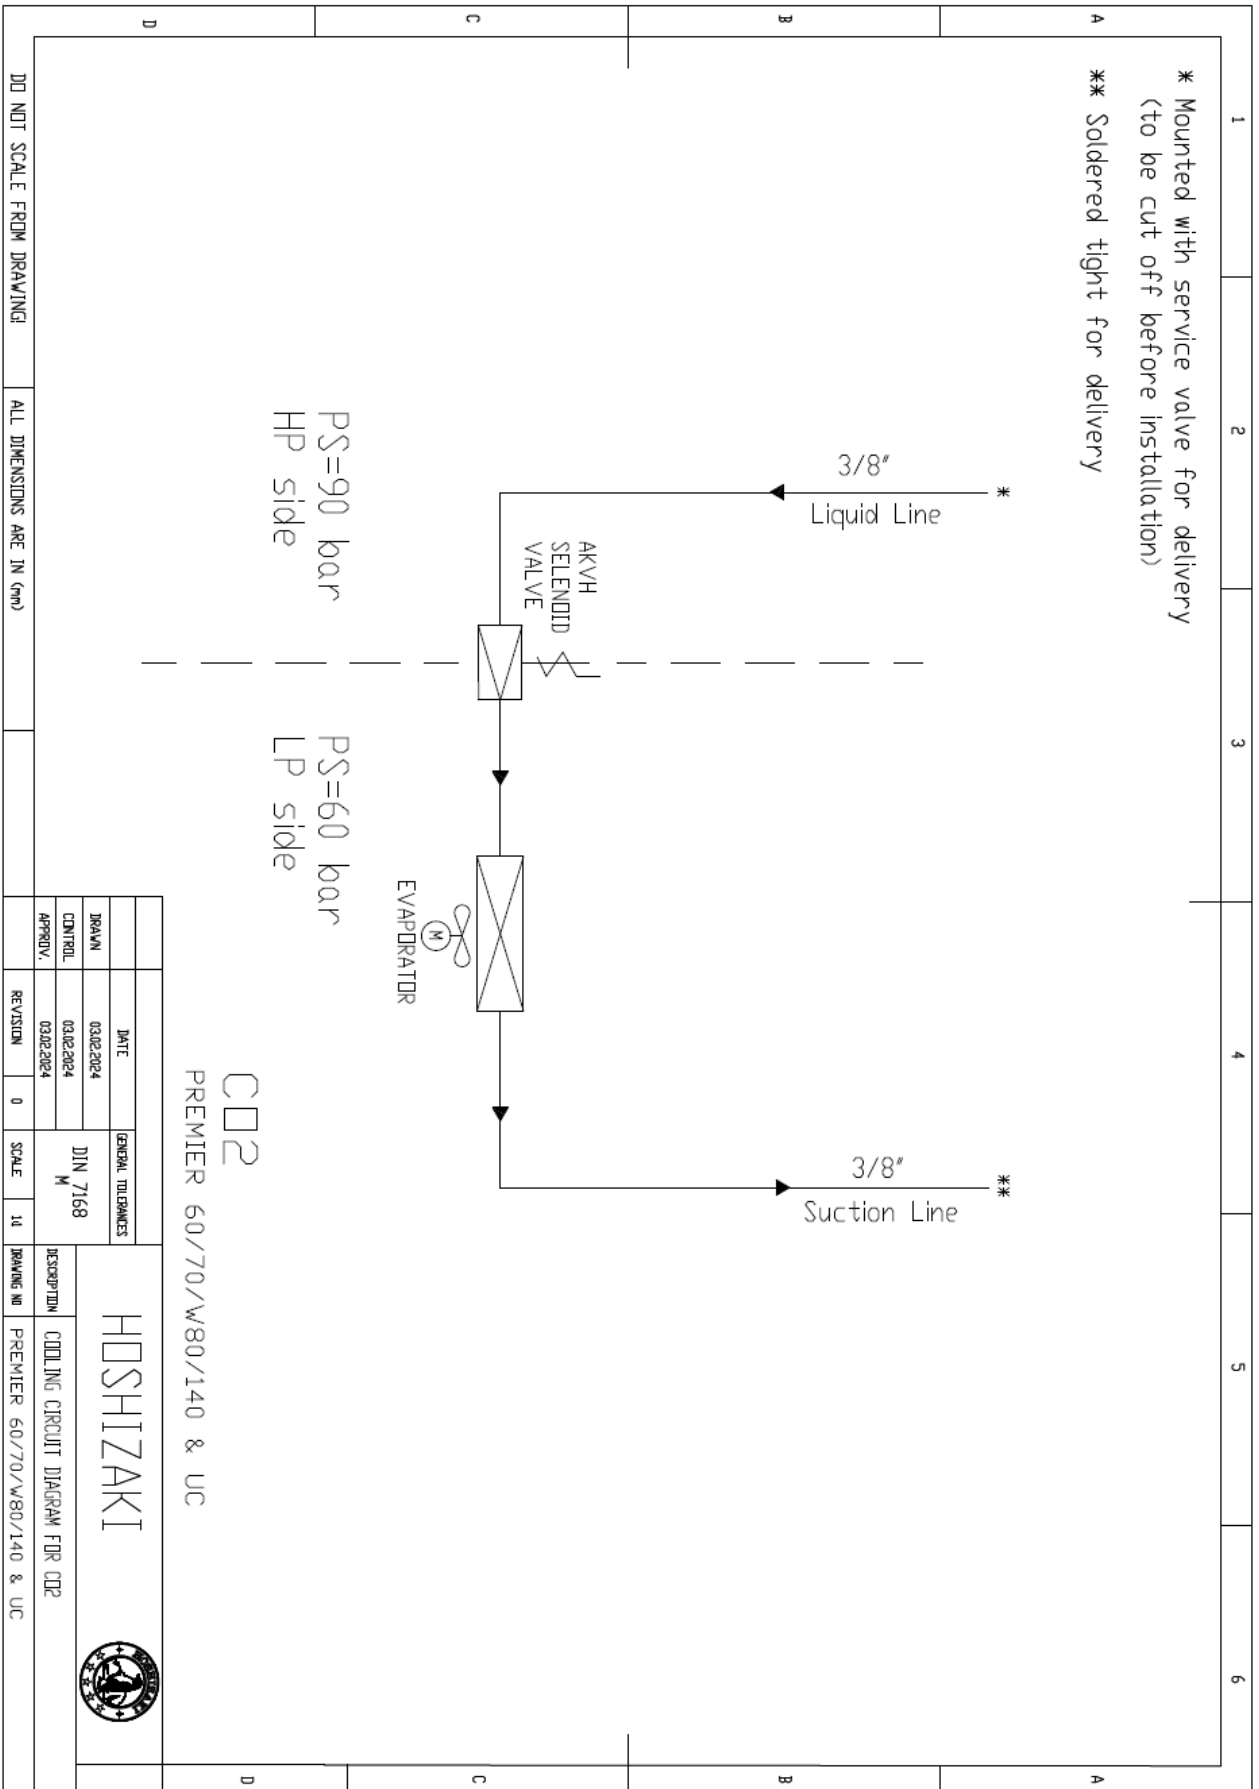 1
2
3
4
5
6
A
B
C
D
A
B
C
D
* Mounted with service valve for delivery
(to be cut off before installation)
** Soldered tight for delivery
*
3/8"
Liquid Line
**
3/8"
Suction Line
AKVH
SELENOID
VALVE
EVAPORATOR
M
PS=90 bar
HP side
PS=60 bar
LP side
CO2
PREMIER 60/70/W80/140 & UC
DATE
GENERAL TOLERANCES
DRAWN
03.02.2024
CONTROL
03.02.2024
APPROV.
03.02.2024
DIN 7168
M
HOSHIZAKI
HOSHIZAKI
DESCRIPTION
COOLING CIRCUIT DIAGRAM FOR CO2
DO NOT SCALE FROM DRAWING!
ALL DIMENSIONS ARE IN (mm)
REVISION
0
SCALE
1:1
DRAWING NO
PREMIER 60/70/W80/140 & UC